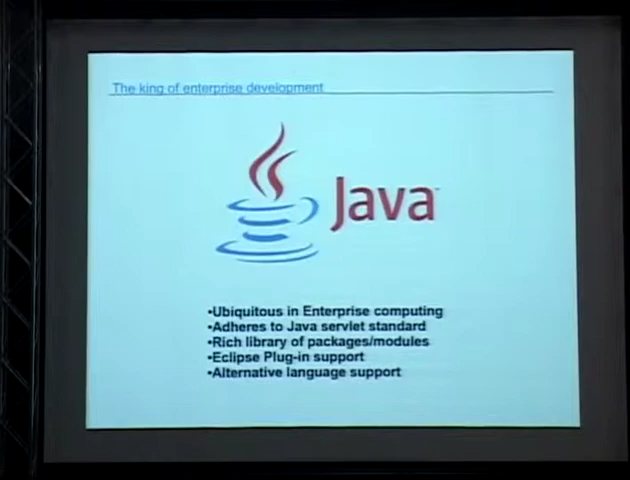 The king of enterprise development
Java™
•Ubiquitous in Enterprise computing
•Adheres to Java servlet standard
•Rich library of packages/modules
•Eclipse Plug-in support
•Alternative language support